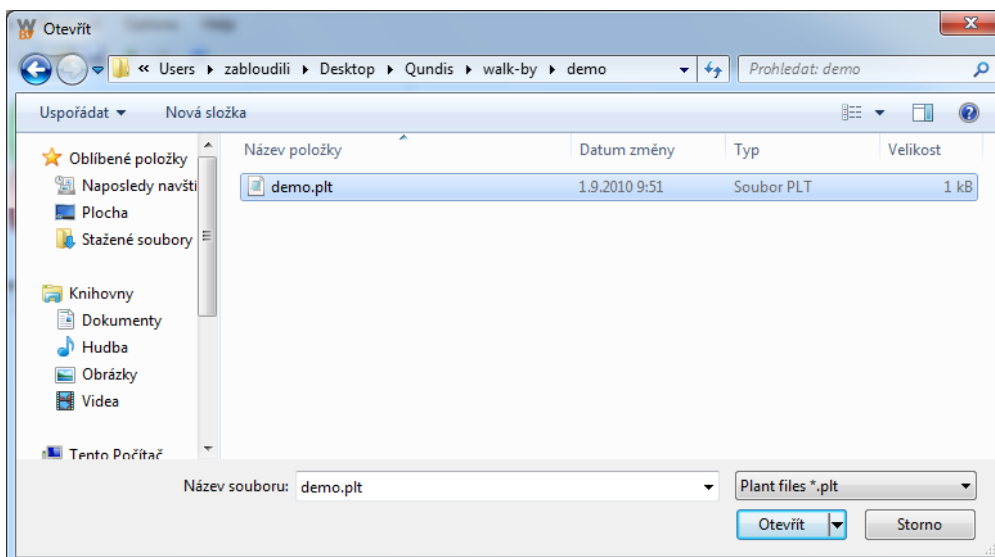 Otevřít
« Users ▸ zabloudili ▸ Desktop ▸ Qundis ▸ walk-by ▸ demo
Prohledat: demo
Uspořádat
Nová složka
Název položky
Datum změny
Typ
Velikost
Oblíbené položky
Naposledy navští
Plocha
Stažené soubory
Knihovny
Dokumenty
Hudba
Obrázky
Videa
Tento Počítač
demo.plt
1.9.2010 9:51
Soubor PLT
1 kB
Název souboru:
demo.plt
Plant files *.plt
Otevřít
Storno